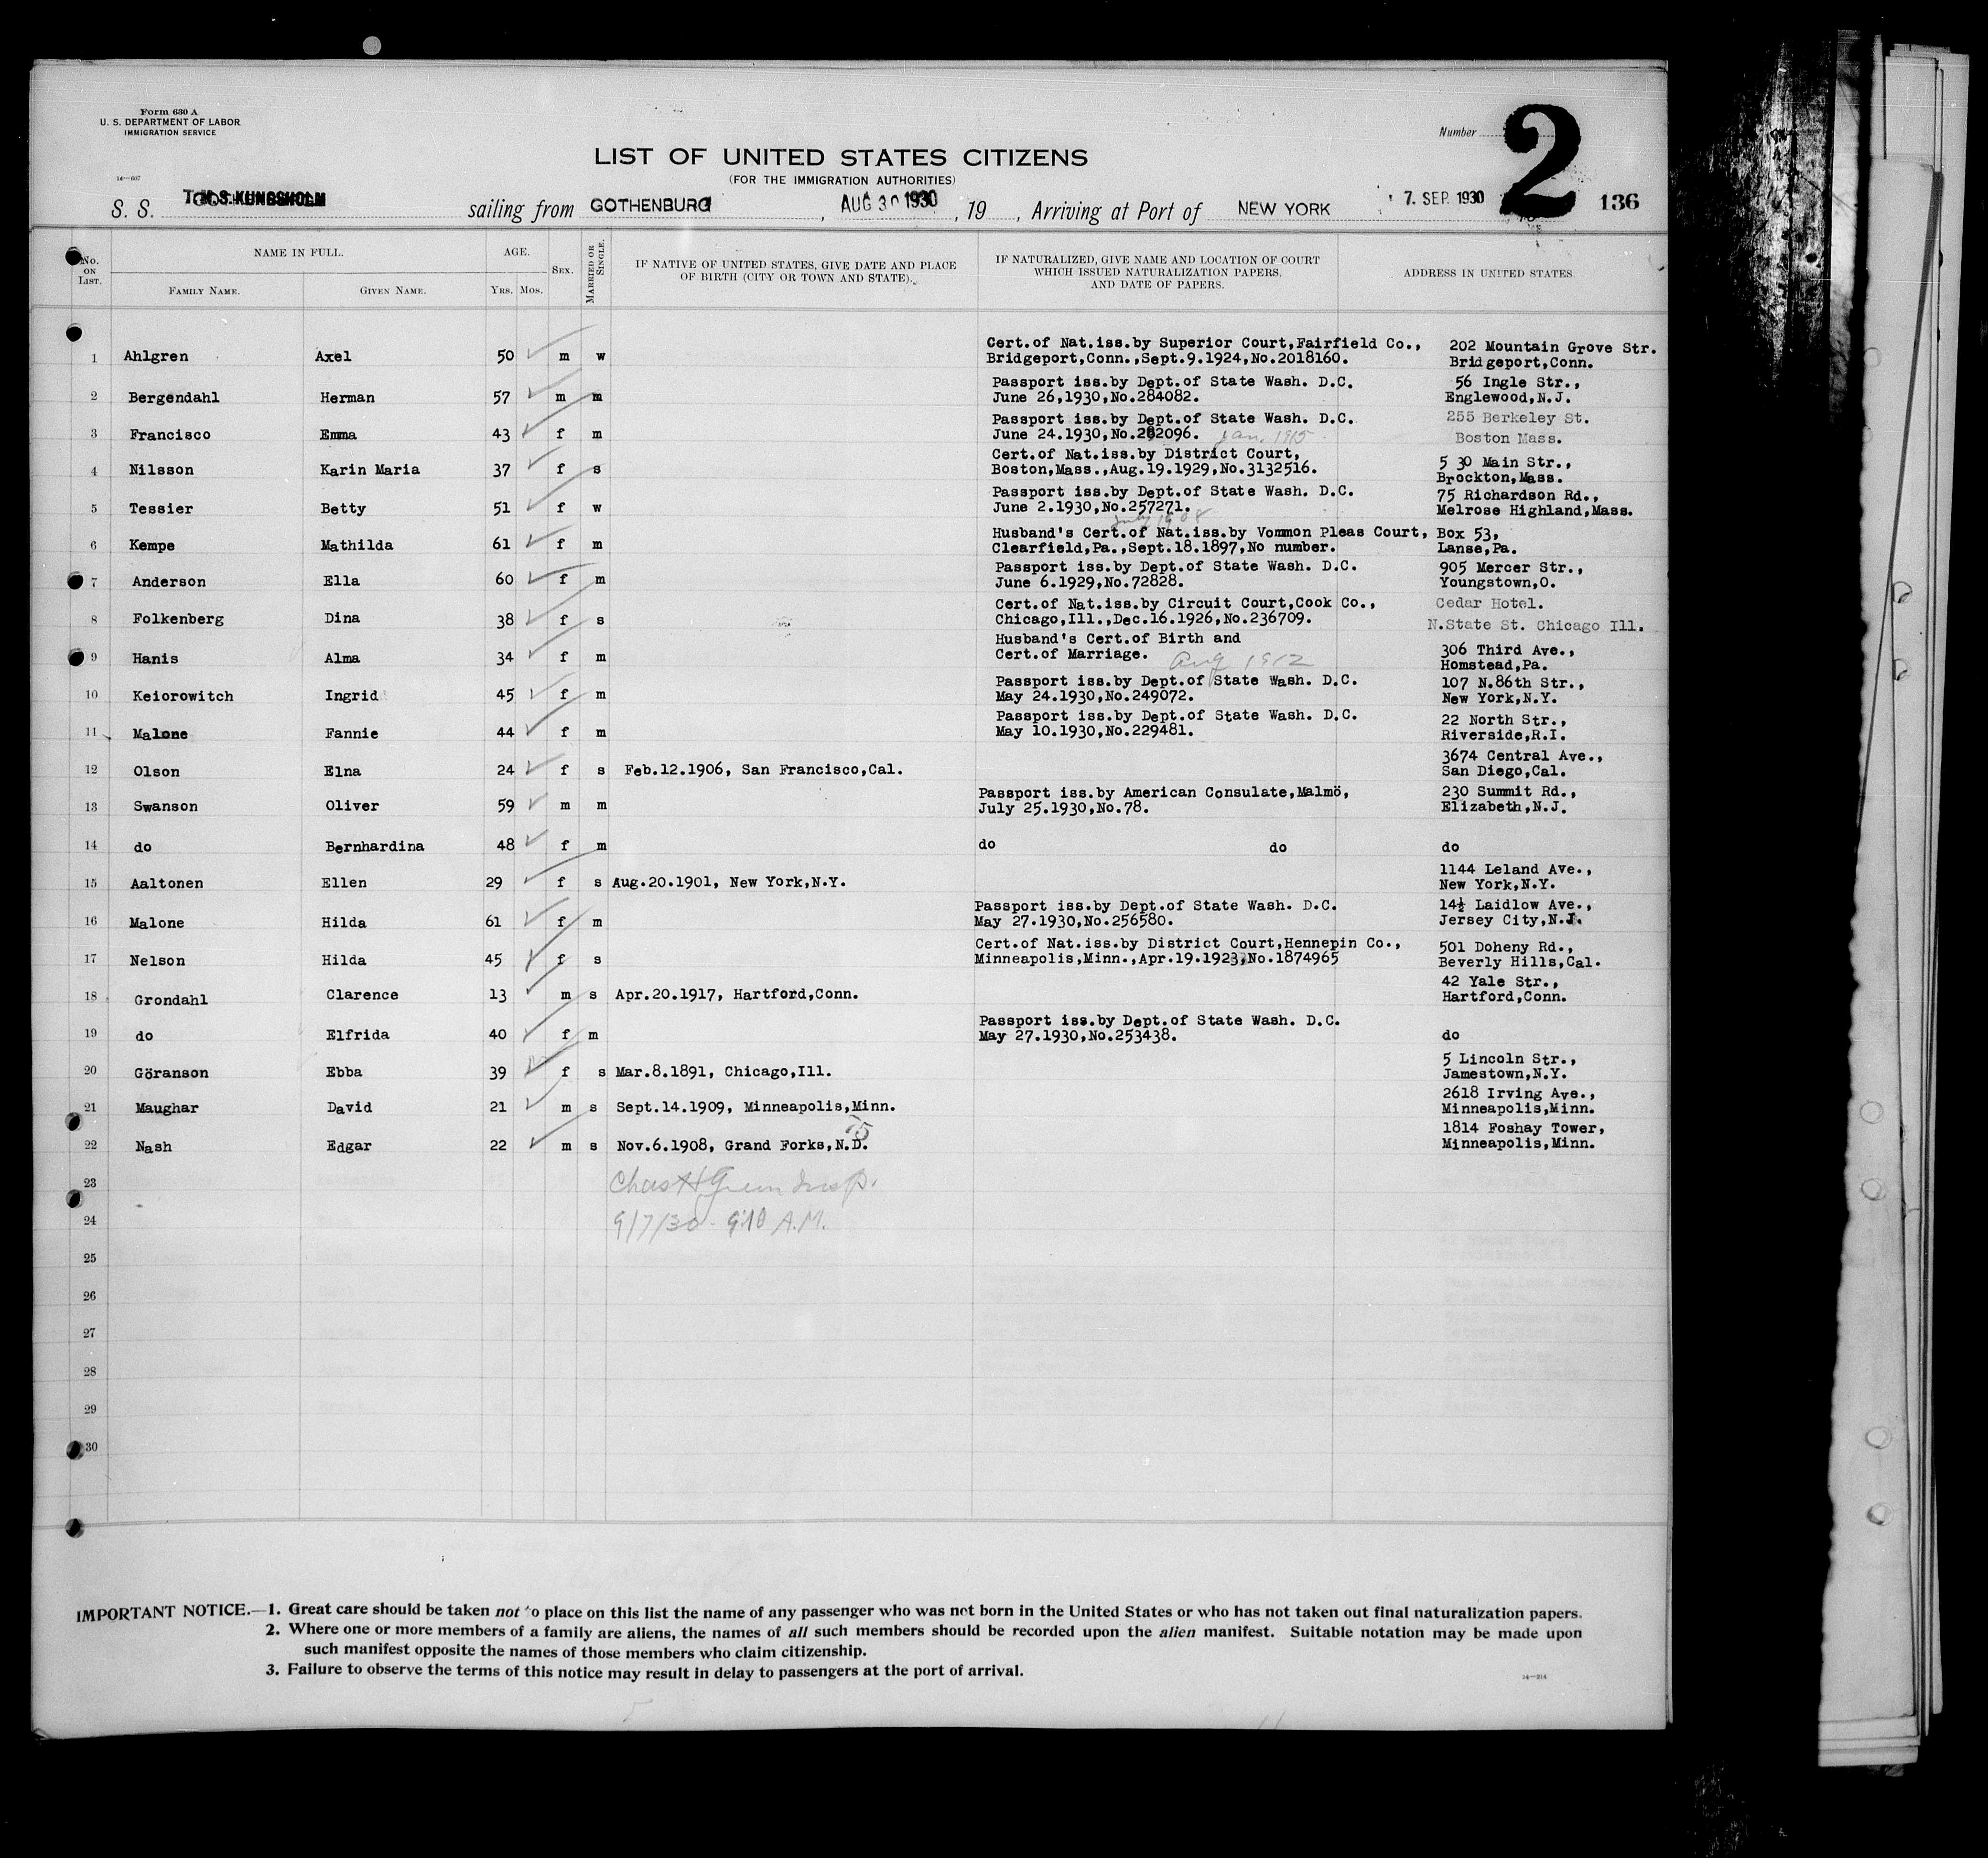 Form 630 A
U. S. DEPARTMENT OF LABOR
IMMIGRATION SERVICE
Number 2
LIST OF UNITED STATES CITIZENS
(FOR THE IMMIGRATION AUTHORITIES)
14—687
S. S. KUNGSHOLM sailing from GOTHENBURG, AUG 30 1930, 19 , Arriving at Port of NEW YORK 7. SEP. 1930 136
No. ON LIST. NAME IN FULL. AGE. SEX. MARRIED OR SINGLE. IF NATIVE OF UNITED STATES, GIVE DATE AND PLACE OF BIRTH (CITY OR TOWN AND STATE). IF NATURALIZED, GIVE NAME AND LOCATION OF COURT WHICH ISSUED NATURALIZATION PAPERS, AND DATE OF PAPERS. ADDRESS IN UNITED STATES.
FAMILY NAME. GIVEN NAME. YRS. MOS.
1 Ahlgren Axel 50 m w Cert.of Nat.iss.by Superior Court,Fairfield Co., 202 Mountain Grove Str.
Bridgeport,Conn.,Sept.9.1924,No.2018160. Bridgeport,Conn.
2 Bergendahl Herman 57 m m Passport iss.by Dept.of State Wash. D.C. 56 Ingle Str.,
June 26,1930,No.284082. Englewood,N.J.
3 Francisco Emma 43 f m Passport iss.by Dept.of State Wash. D.C. 255 Berkeley St.
June 24.1930,No.282096. Jan. 1915 Boston Mass.
4 Nilsson Karin Maria 37 f s Cert.of Nat.iss.by District Court, 5 30 Main Str.,
Boston,Mass.,Aug.19.1929,No.3132516. Brockton,Mass.
5 Tessier Betty 51 f w Passport iss.by Dept.of State Wash. D.C. 75 Richardson Rd.,
June 2.1930,No.257271. Melrose Highland,Mass.
July 1908
6 Kempe Mathilda 61 f m Husband's Cert.of Nat.iss.by Vommon Pleas Court, Box 53,
Clearfield,Pa.,Sept.18.1897,No number. Lanse,Pa.
7 Anderson Ella 60 f m Passport iss.by Dept.of State Wash. D.C. 905 Mercer Str.,
June 6.1929,No.72828. Youngstown,O.
8 Folkenberg Dina 38 f s Cert.of Nat.iss.by Circuit Court,Cook Co., Cedar Hotel.
Chicago,Ill.,Dec.16.1926,No.236709. N.State St. Chicago Ill.
9 Hanis Alma 34 f m Husband's Cert.of Birth and 306 Third Ave.,
Cert.of Marriage. Aug 1912 Homstead,Pa.
10 Keiorowitch Ingrid 45 f m Passport iss.by Dept.of State Wash. D.C. 107 N.86th Str.,
May 24.1930,No.249072. New York,N.Y.
11 Malone Fannie 44 f m Passport iss.by Dept.of State Wash. D.C. 22 North Str.,
May 10.1930,No.229481. Riverside,R.I.
12 Olson Elna 24 f s Feb.12.1906, San Francisco,Cal. 3674 Central Ave.,
San Diego,Cal.
13 Swanson Oliver 59 m m Passport iss.by American Consulate,Malmö, 230 Summit Rd.,
July 25.1930,No.78. Elizabeth,N.J.
14 do Bernhardina 48 f m do do do
15 Aaltonen Ellen 29 f s Aug.20.1901, New York,N.Y. 1144 Leland Ave.,
New York,N.Y.
16 Malone Hilda 61 f m Passport iss.by Dept.of State Wash. D.C. 14½ Laidlow Ave.,
May 27.1930,No.256580. Jersey City,N.J.
17 Nelson Hilda 45 f s Cert.of Nat.iss.by District Court,Hennepin Co., 501 Doheny Rd.,
Minneapolis,Minn.,Apr.19.1923,No.1874965 Beverly Hills,Cal.
18 Grondahl Clarence 13 m s Apr.20.1917, Hartford,Conn. 42 Yale Str.,
Hartford,Conn.
19 do Elfrida 40 f m Passport iss.by Dept.of State Wash. D.C.
May 27.1930,No.253438. do
20 Göranson Ebba 39 f s Mar.8.1891, Chicago,Ill. 5 Lincoln Str.,
Jamestown,N.Y.
21 Maughar David 21 m s Sept.14.1909, Minneapolis,Minn. 2618 Irving Ave.,
Minneapolis,Minn.
22 Nash Edgar 22 m s Nov.6.1908, Grand Forks,N.D. 1814 Foshay Tower,
Minneapolis,Minn.
23 Chas H Green Insp.
24 9/7/30 - 9:10 A.M.
25
26
27
28
29
30
IMPORTANT NOTICE.—1. Great care should be taken not to place on this list the name of any passenger who was not born in the United States or who has not taken out final naturalization papers.
2. Where one or more members of a family are aliens, the names of all such members should be recorded upon the alien manifest. Suitable notation may be made upon
such manifest opposite the names of those members who claim citizenship.
3. Failure to observe the terms of this notice may result in delay to passengers at the port of arrival.
14—214